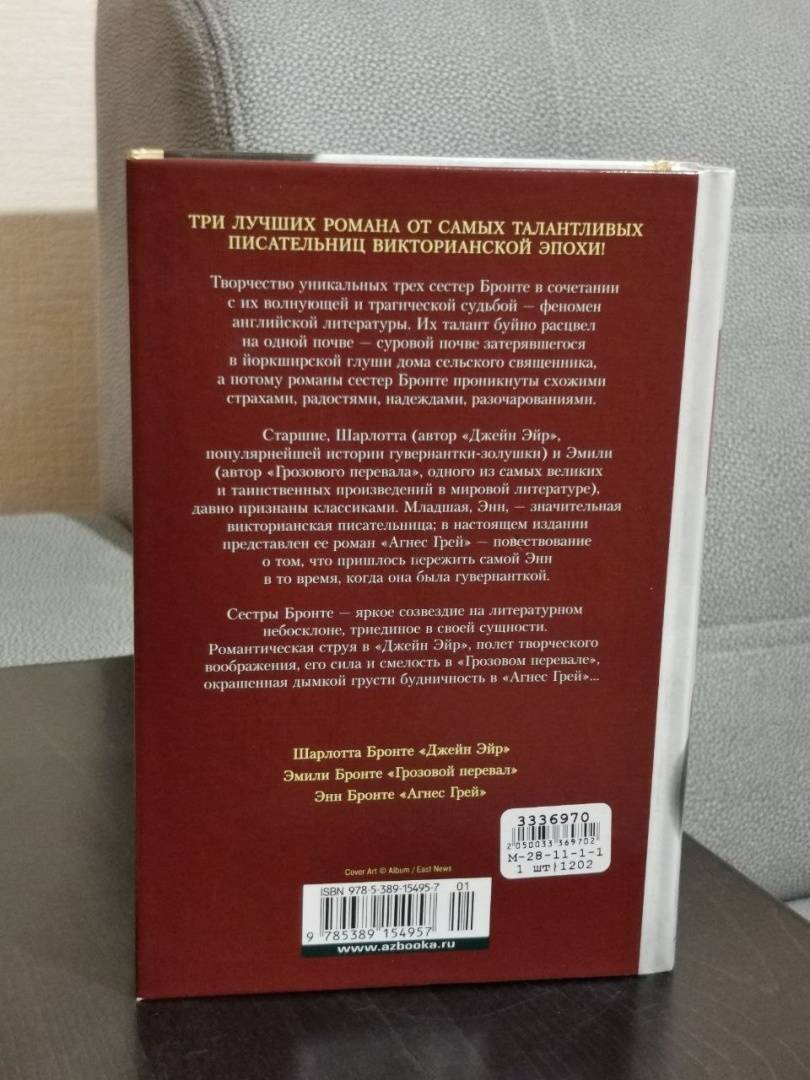 ТРИ ЛУЧШИХ РОМАНА ОТ САМЫХ ТАЛАНТЛИВЫХ
ПИСАТЕЛЬНИЦ ВИКТОРИАНСКОЙ ЭПОХИ!
Творчество уникальных трех сестер Бронте в сочетании
с их волнующей и трагической судьбой — феномен
английской литературы. Их талант буйно расцвел
на одной почве — суровой почве затерявшегося
в йоркширской глуши дома сельского священника,
а потому романы сестер Бронте проникнуты схожими
страхами, радостями, надеждами, разочарованиями.
Старшие, Шарлотта (автор «Джейн Эйр»,
популярнейшей истории гувернантки-золушки) и Эмили
(автор «Грозового перевала», одного из самых великих
и таинственных произведений в мировой литературе),
давно признаны классиками. Младшая, Энн, — значительная
викторианская писательница; в настоящем издании
представлен ее роман «Агнес Грей» — повествование
о том, что пришлось пережить самой Энн
в то время, когда она была гувернанткой.
Сестры Бронте — яркое созвездие на литературном
небосклоне, триединое в своей сущности.
Романтическая струя в «Джейн Эйр», полет творческого
воображения, его сила и смелость в «Грозовом перевале»,
окрашенная дымкой грусти будничность в «Агнес Грей»...
Шарлотта Бронте «Джейн Эйр»
Эмили Бронте «Грозовой перевал»
Энн Бронте «Агнес Грей»
3336970
2 050033 369702
М-28-11-1-1
1 шт|1202
Cover Art © Album / East News
ISBN 978-5-389-15495-7 01
9 785389 154957
www.azbooka.ru